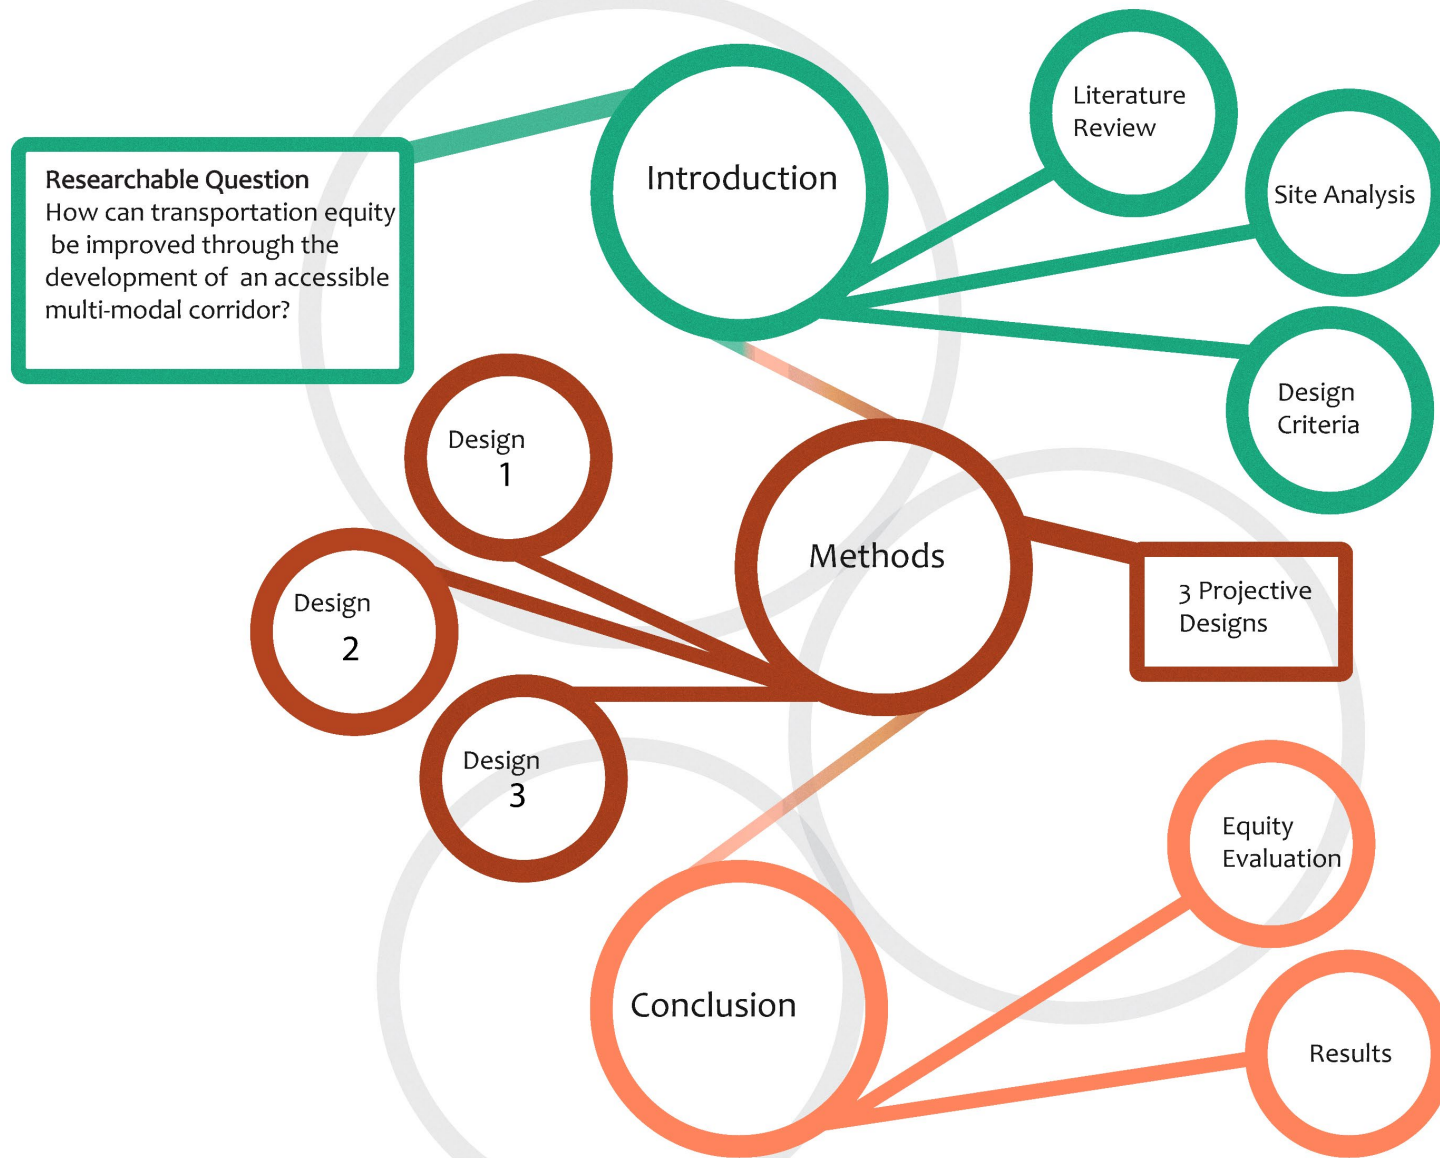 Researchable Question
How can transportation equity
be improved through the
development of an accessible
multi-modal corridor?
Introduction
Literature
Review
Site Analysis
Design
Criteria
Methods
3 Projective
Designs
Design
1
Design
2
Design
3
Conclusion
Equity
Evaluation
Results